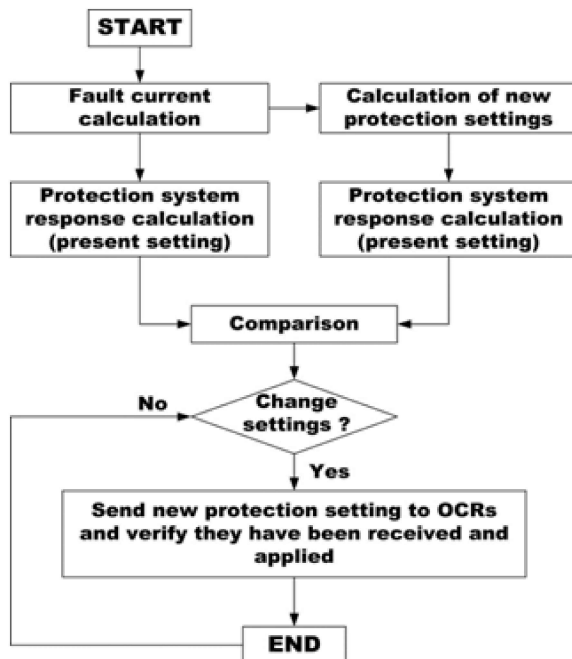 START
Fault current
calculation
Calculation of new
protection settings
Protection system
response calculation
(present setting)
Protection system
response calculation
(present setting)
Comparison
Change
settings ?
No
Yes
Send new protection setting to OCRs
and verify they have been received and
applied
END